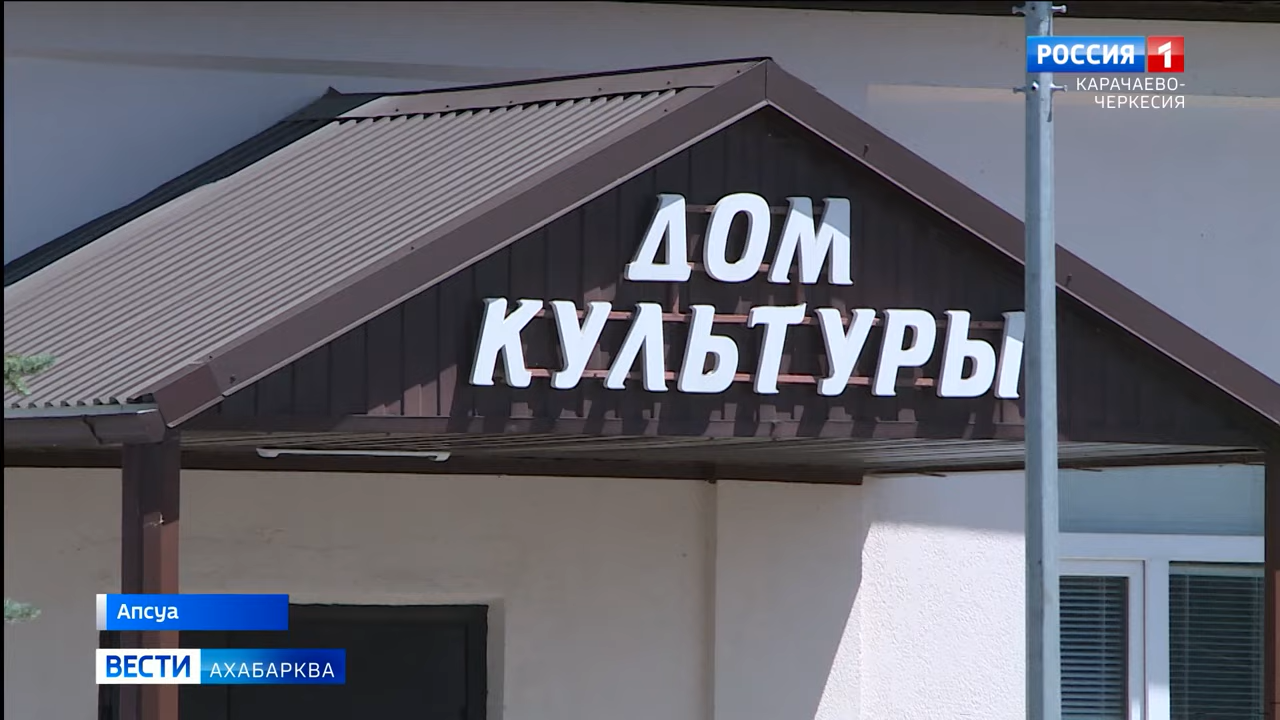 РОССИЯ 1
КАРАЧАЕВО-
ЧЕРКЕСИЯ
ДОМ
КУЛЬТУРЫ
Апсуа
ВЕСТИ АХАБАРКВА